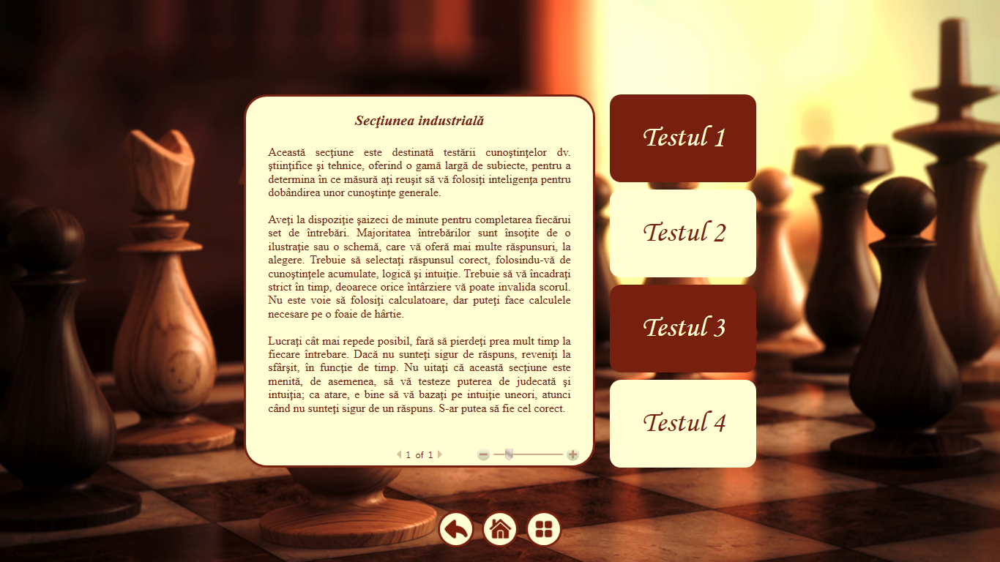 Secţiunea industrială
Această secţiune este destinată testării cunoştinţelor dv.
ştiinţifice şi tehnice, oferind o gamă largă de subiecte, pentru a
determina în ce măsură aţi reuşit să vă folosiţi inteligenţa pentru
dobândirea unor cunoştinţe generale.
Aveţi la dispoziţie şaizeci de minute pentru completarea fiecărui
set de întrebări. Majoritatea întrebărilor sunt însoţite de o
ilustraţie sau o schemă, care vă oferă mai multe răspunsuri, la
alegere. Trebuie să selectaţi răspunsul corect, folosindu-vă de
cunoştinţele acumulate, logică şi intuiţie. Trebuie să vă încadraţi
strict în timp, deoarece orice întârziere vă poate invalida scorul.
Nu este voie să folosiţi calculatoare, dar puteţi face calculele
necesare pe o foaie de hârtie.
Lucraţi cât mai repede posibil, fară să pierdeţi prea mult timp la
fiecare întrebare. Dacă nu sunteţi sigur de răspuns, reveniţi la
sfârşit, în funcţie de timp. Nu uitaţi că această secţiune este
menită, de asemenea, să vă testeze puterea de judecată şi
intuiţia; ca atare, e bine să vă bazaţi pe intuiţie uneori, atunci
când nu sunteţi sigur de un răspuns. S-ar putea să fie cel corect.
1 of 1
Testul 1
Testul 2
Testul 3
Testul 4